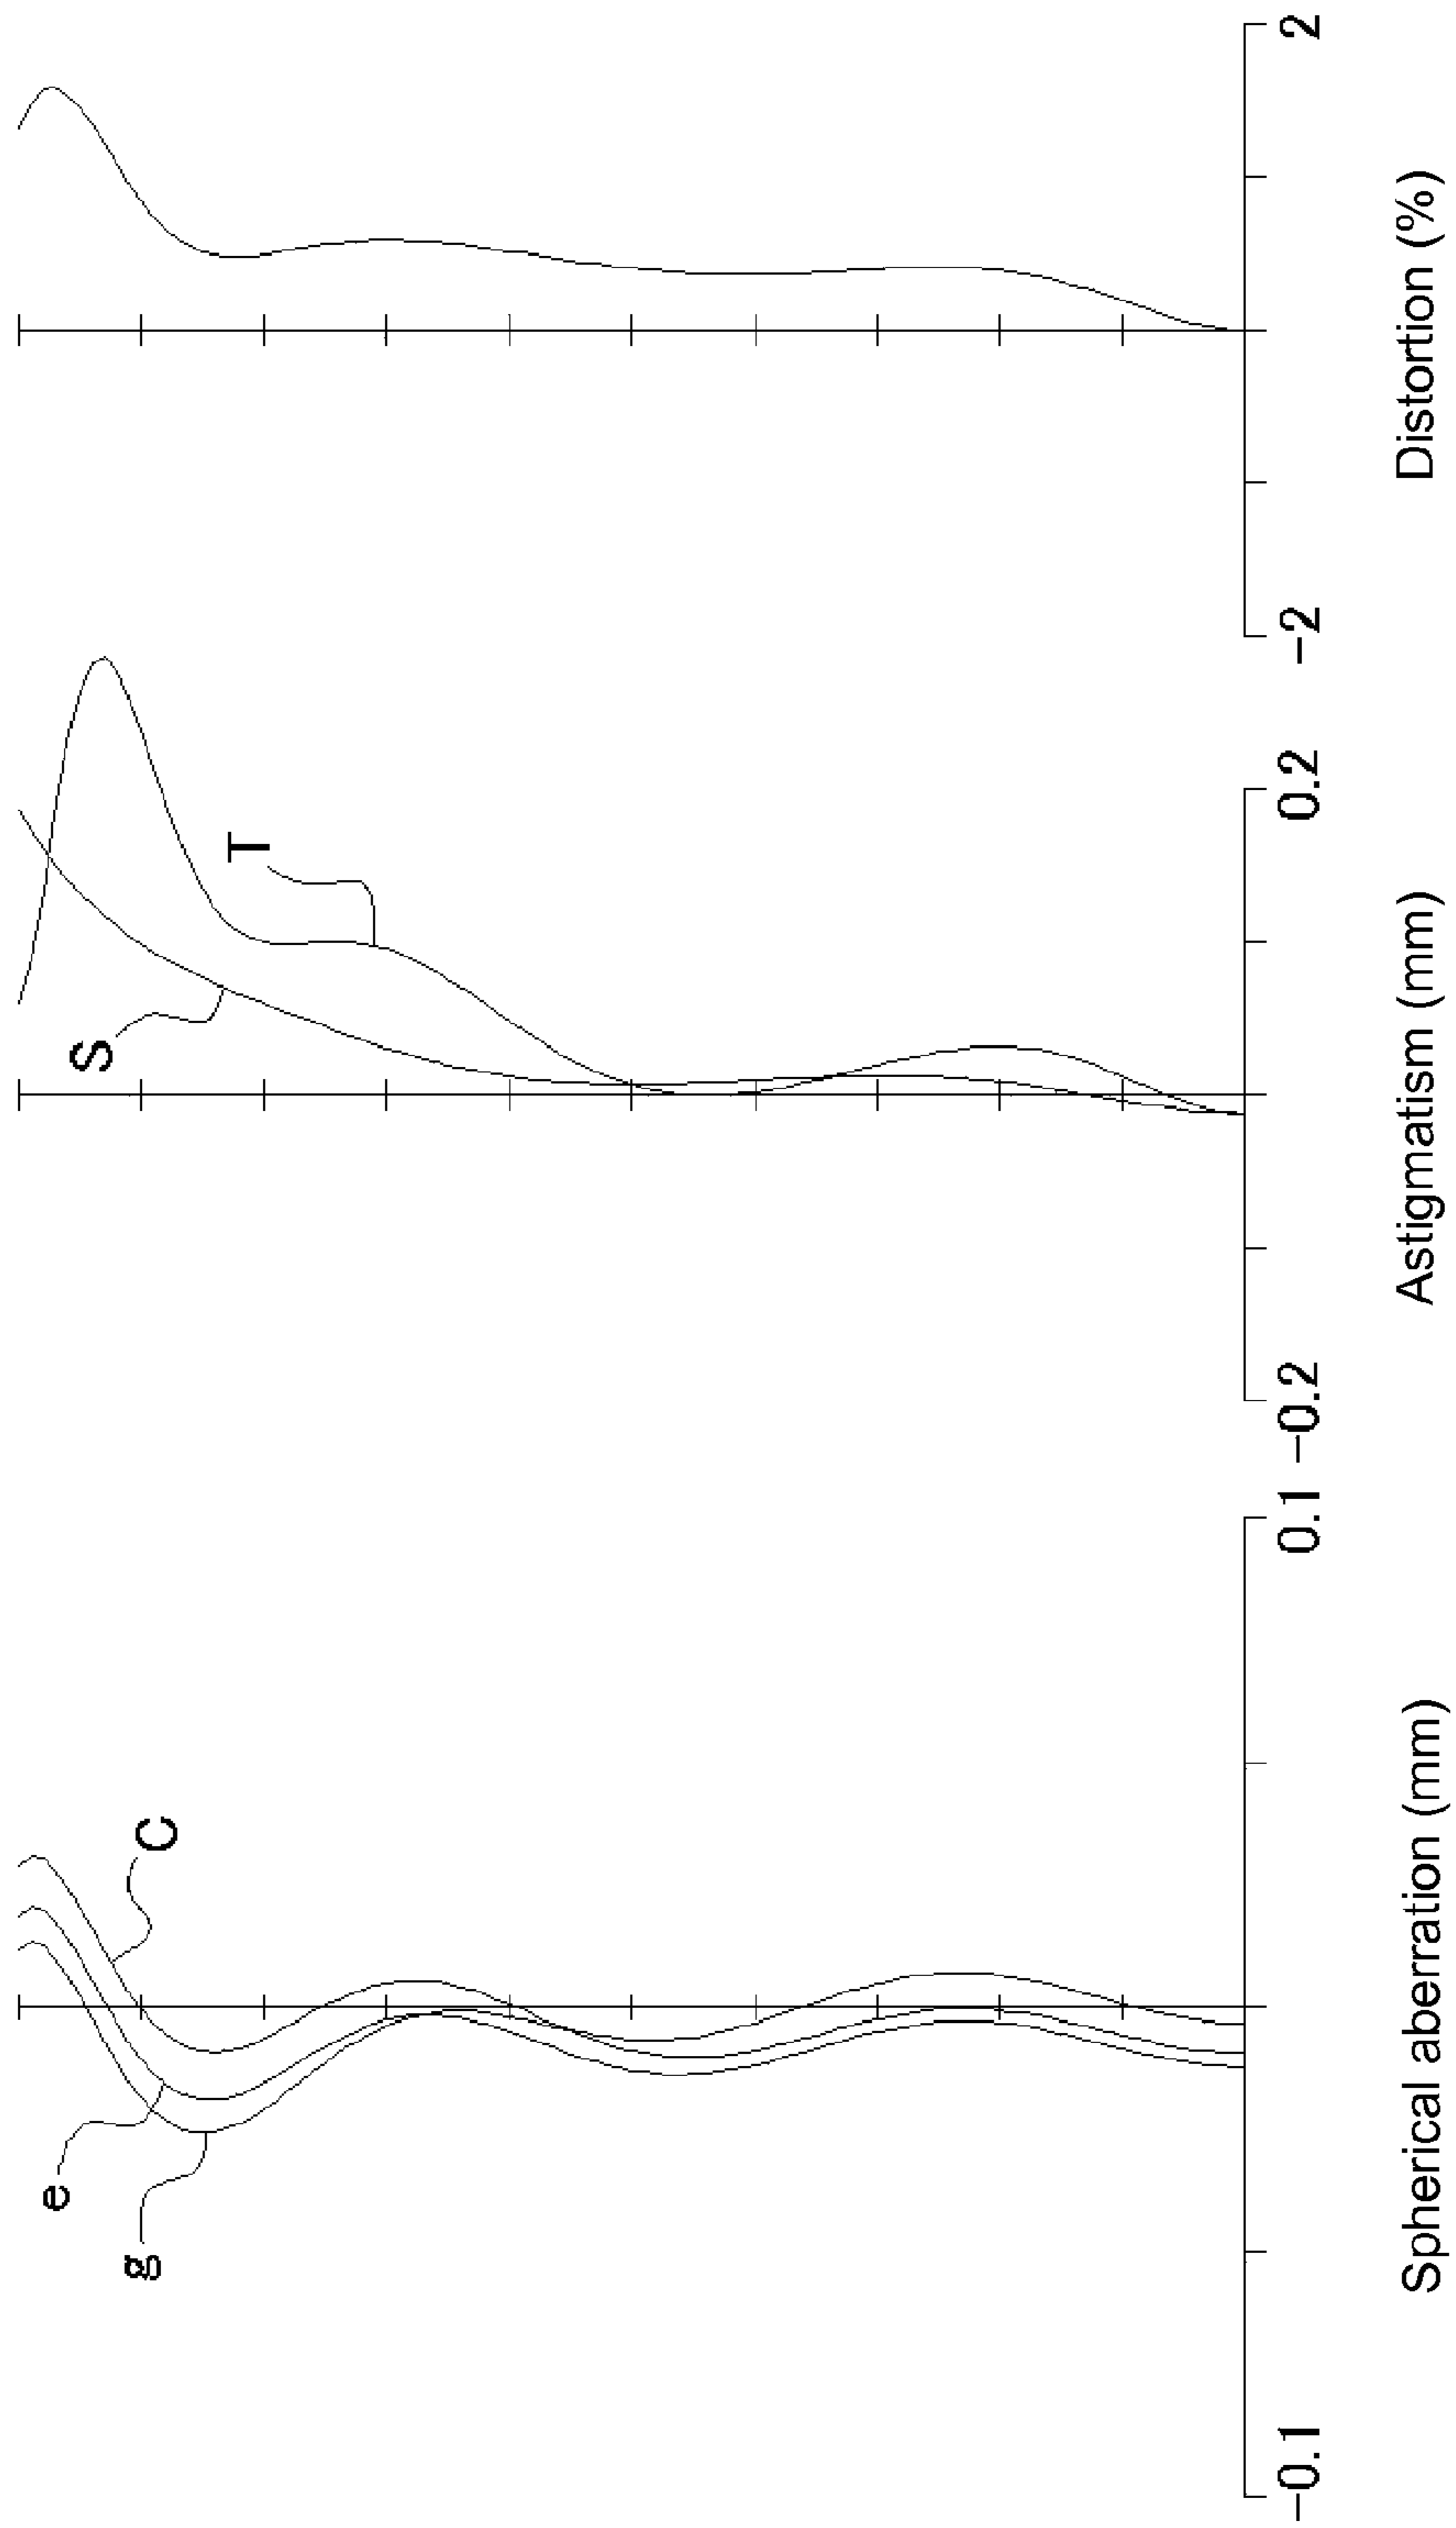 g
e
C
-0.1
0.1
Spherical aberration (mm)
S
T
-0.2
0.2
Astigmatism (mm)
-2
2
Distortion (%)